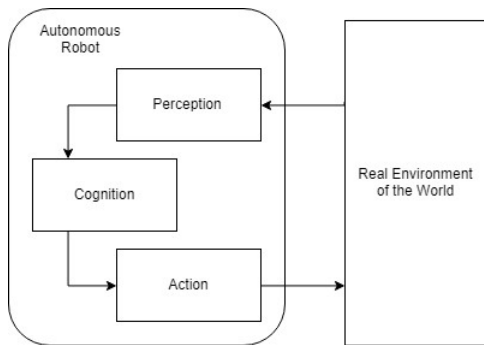 Autonomous
Robot
Perception
Cognition
Action
Real Environment
of the World